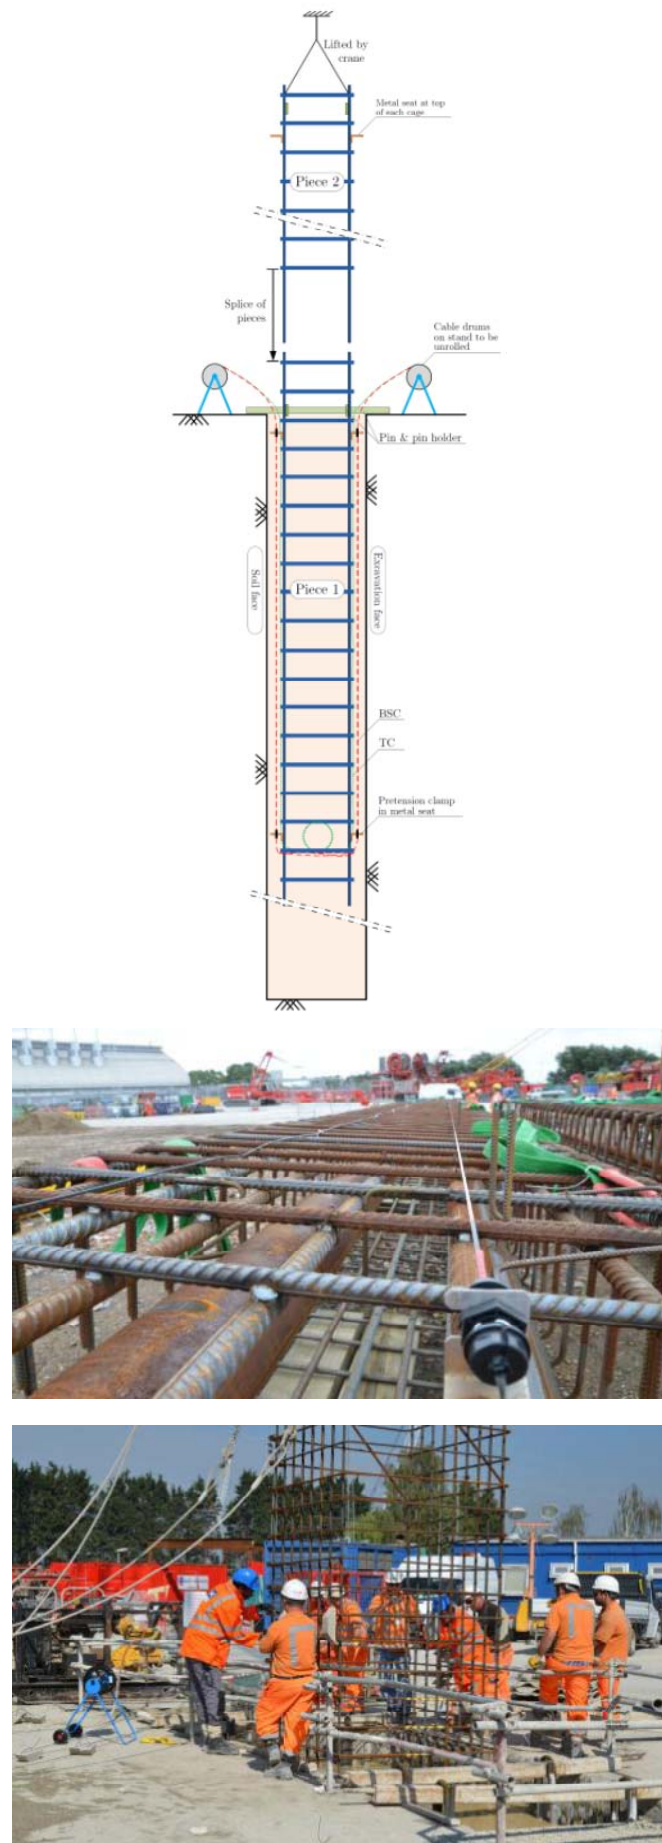 Lifted by
crane
Metal seat at top
of each cage
Piece 2
Splice of
pieces
Cable drums
on stand to be
unrolled
Pin & pin holder
Soil face
Excavation face
Piece 1
BSC
TC
Pretension clamp
in metal seat